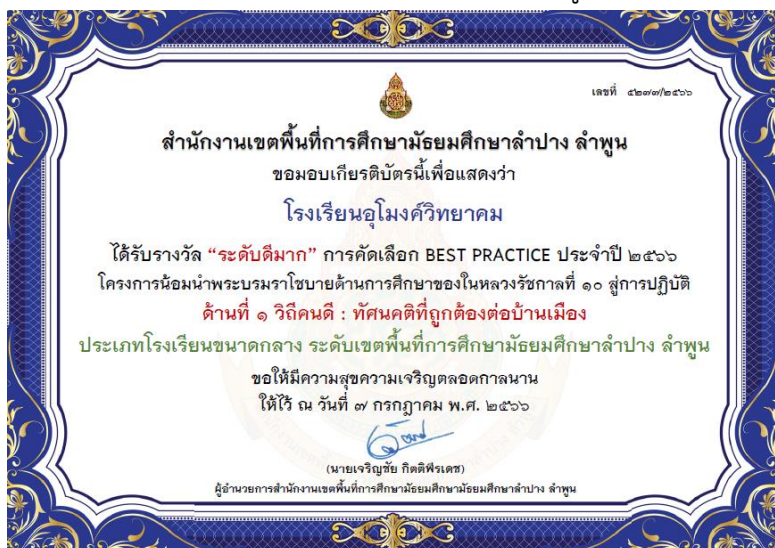 เลขที่ ๕๒๓๗/๒๕๖๖
สำนักงานเขตพื้นที่การศึกษามัธยมศึกษาลำปาง ลำพูน
ขอมอบเกียรติบัตรนี้เพื่อแสดงว่า
โรงเรียนอุโมงค์วิทยาคม
ได้รับรางวัล “ระดับดีมาก” การคัดเลือก BEST PRACTICE ประจำปี ๒๕๖๖
โครงการน้อมนำพระบรมราโชบายด้านการศึกษาของในหลวงรัชกาลที่ ๑๐ สู่การปฏิบัติ
ด้านที่ ๑ วิถีคนดี : ทัศนคติที่ถูกต้องต่อบ้านเมือง
ประเภทโรงเรียนขนาดกลาง ระดับเขตพื้นที่การศึกษามัธยมศึกษาลำปาง ลำพูน
ขอให้มีความสุขความเจริญตลอดกาลนาน
ให้ไว้ ณ วันที่ ๗ กรกฎาคม พ.ศ. ๒๕๖๖
(นายเจริญชัย กิตติพีรเดช)
ผู้อำนวยการสำนักงานเขตพื้นที่การศึกษามัธยมศึกษามัธยมศึกษาลำปาง ลำพูน